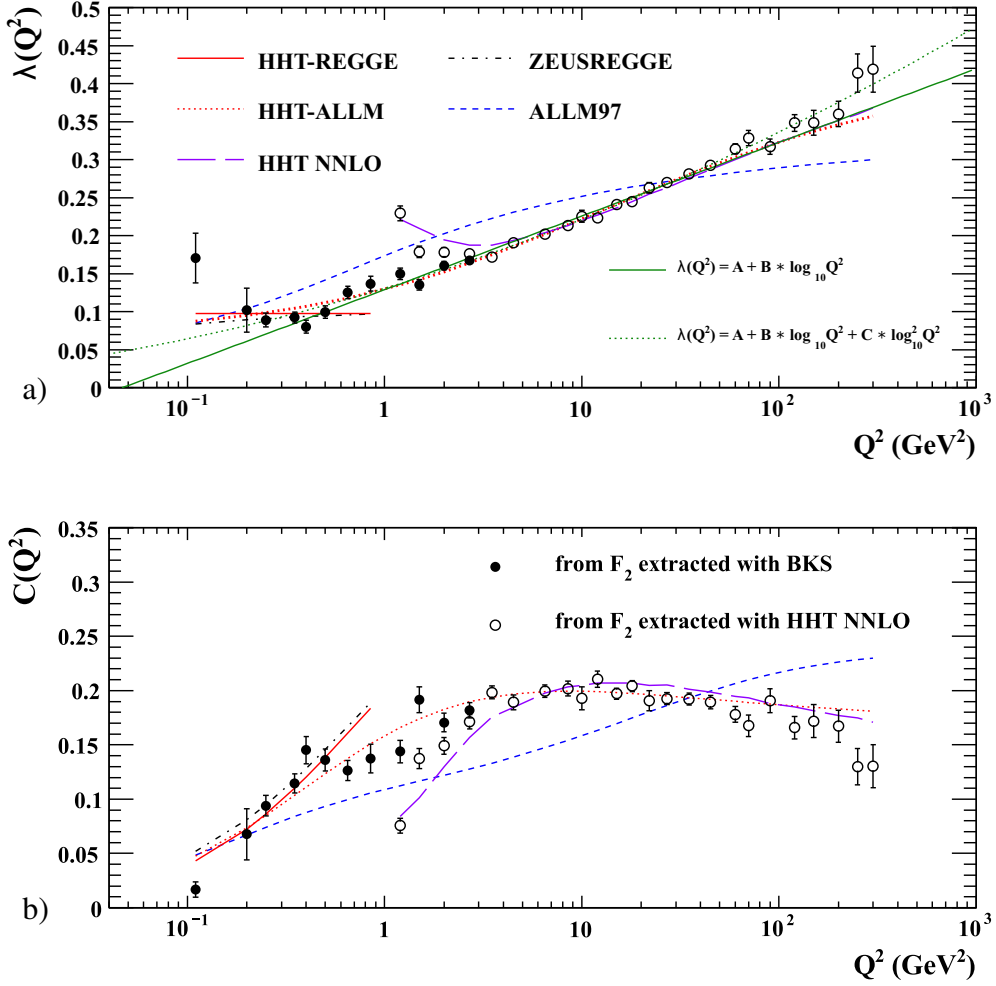 λ(Q²)
0.5
0.45
0.4
0.35
0.3
0.25
0.2
0.15
0.1
0.05
0
HHT-REGGE
ZEUSREGGE
HHT-ALLM
ALLM97
HHT NNLO
λ(Q²) = A + B * log ₁₀Q²
λ(Q²) = A + B * log ₁₀Q² + C * log²₁₀Q²
a)
10⁻¹ 1 10 10² 10³
Q² (GeV²)
C(Q²)
0.35
0.3
0.25
0.2
0.15
0.1
0.05
0
from F₂ extracted with BKS
from F₂ extracted with HHT NNLO
b)
10⁻¹ 1 10 10² 10³
Q² (GeV²)